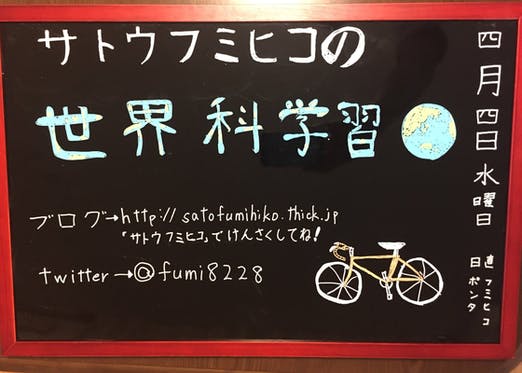 サトウフミヒコの
世界科学習
四月四日水曜日
日直 フミヒコ
ポンタ
ブログ→http://satofumihiko.thick.jp
「サトウフミヒコ」でけんさくしてね!
twitter→@fumi8228